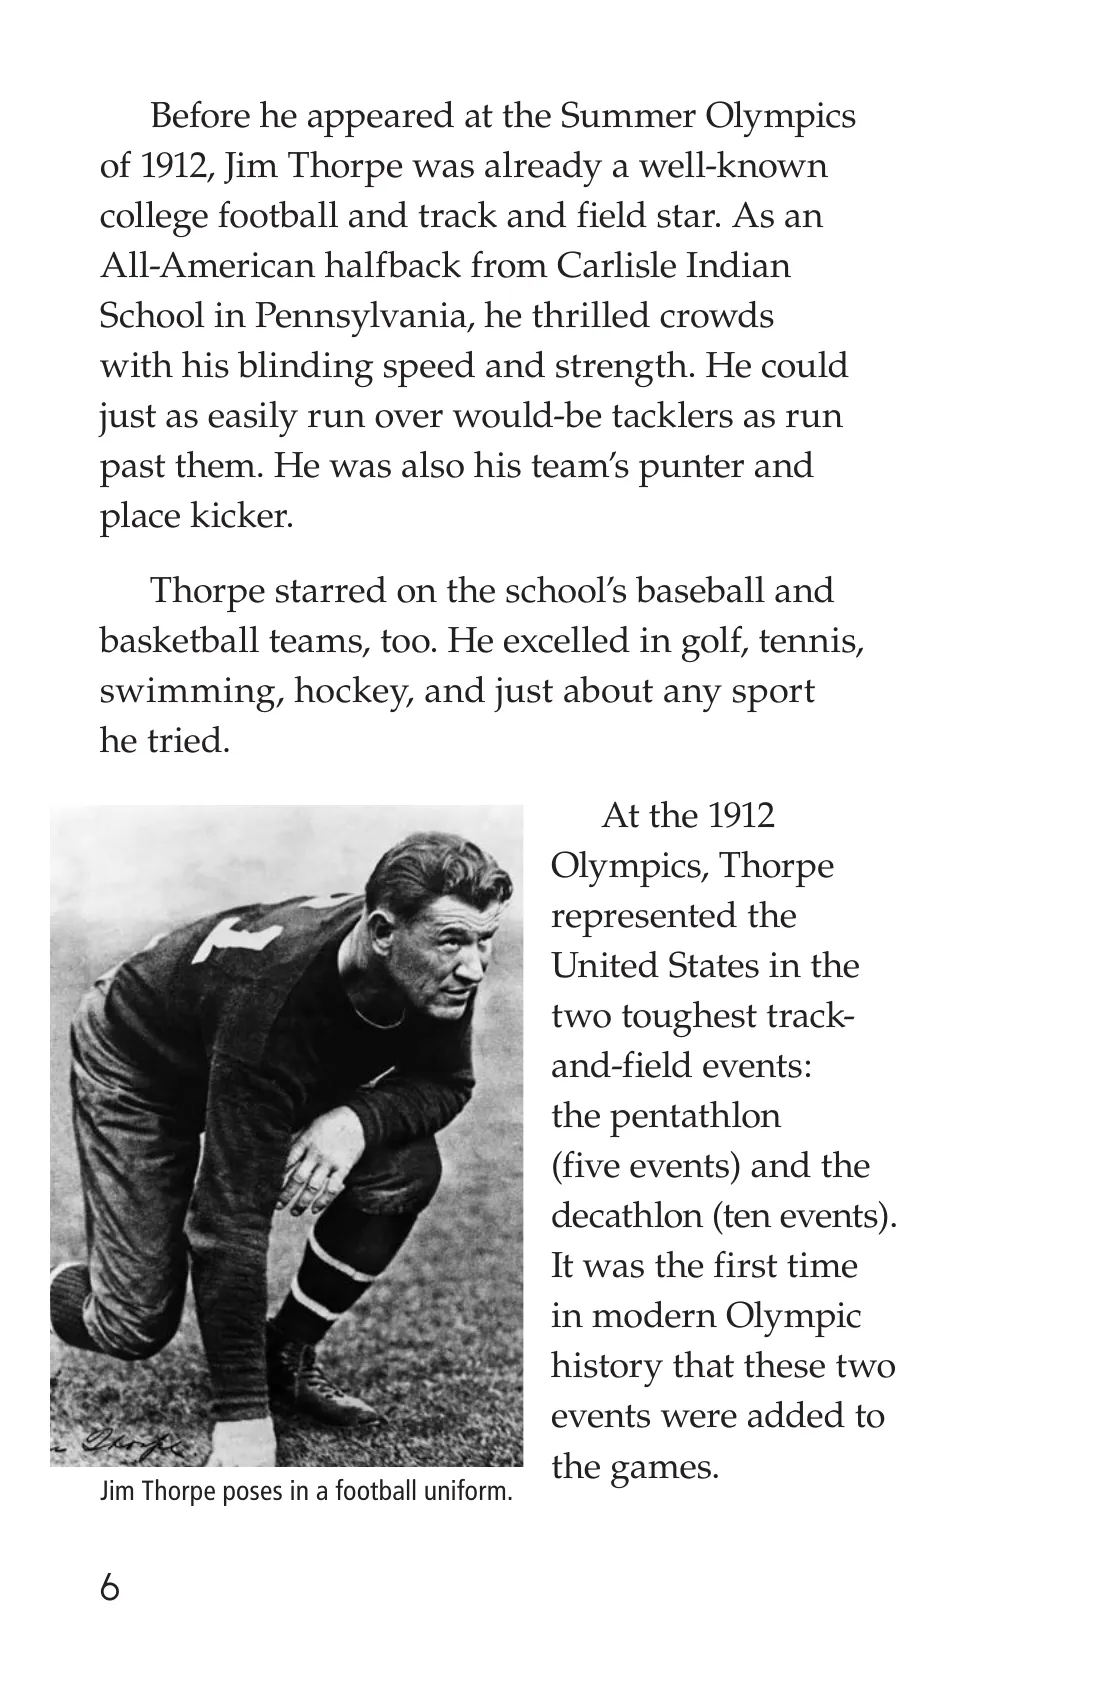 Before he appeared at the Summer Olympics
of 1912, Jim Thorpe was already a well-known
college football and track and field star. As an
All-American halfback from Carlisle Indian
School in Pennsylvania, he thrilled crowds
with his blinding speed and strength. He could
just as easily run over would-be tacklers as run
past them. He was also his team’s punter and
place kicker.
Thorpe starred on the school’s baseball and
basketball teams, too. He excelled in golf, tennis,
swimming, hockey, and just about any sport
he tried.
At the 1912
Olympics, Thorpe
represented the
United States in the
two toughest track-
and-field events:
the pentathlon
(five events) and the
decathlon (ten events).
It was the first time
in modern Olympic
history that these two
events were added to
the games.
Thorpe
Jim Thorpe poses in a football uniform.
6